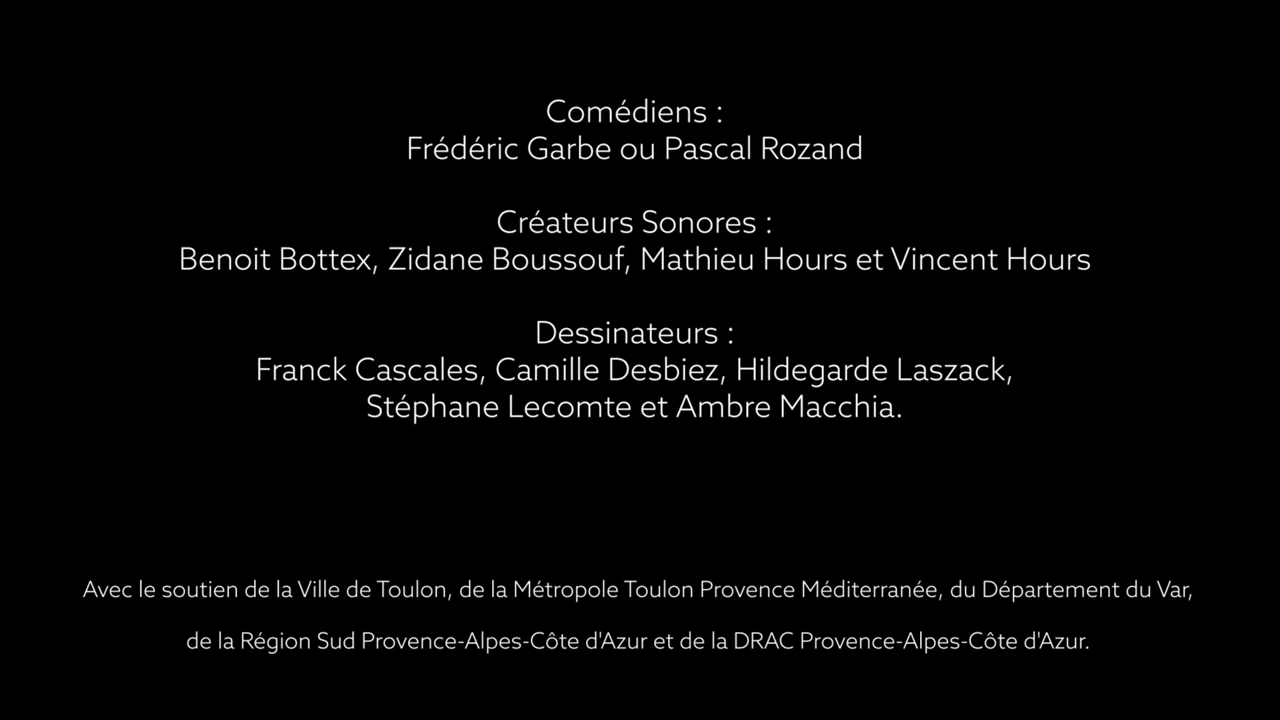 Comédiens :
Frédéric Garbe ou Pascal Rozand
Créateurs Sonores :
Benoit Bottex, Zidane Boussouf, Mathieu Hours et Vincent Hours
Dessinateurs :
Franck Cascales, Camille Desbiez, Hildegarde Laszack,
Stéphane Lecomte et Ambre Macchia.
Avec le soutien de la Ville de Toulon, de la Métropole Toulon Provence Méditerranée, du Département du Var,
de la Région Sud Provence-Alpes-Côte d'Azur et de la DRAC Provence-Alpes-Côte d'Azur.